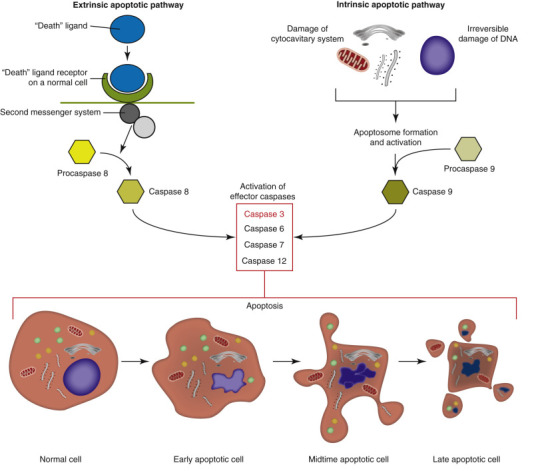 Extrinsic apoptotic pathway
"Death" ligand
"Death" ligand receptor
on a normal cell
Second messenger system
Procaspase 8
Caspase 8
Intrinsic apoptotic pathway
Damage of
cytocavitary system
Irreversible
damage of DNA
Apoptosome formation
and activation
Procaspase 9
Caspase 9
Activation of
effector caspases
Caspase 3
Caspase 6
Caspase 7
Caspase 12
Apoptosis
Normal cell
Early apoptotic cell
Midtime apoptotic cell
Late apoptotic cell